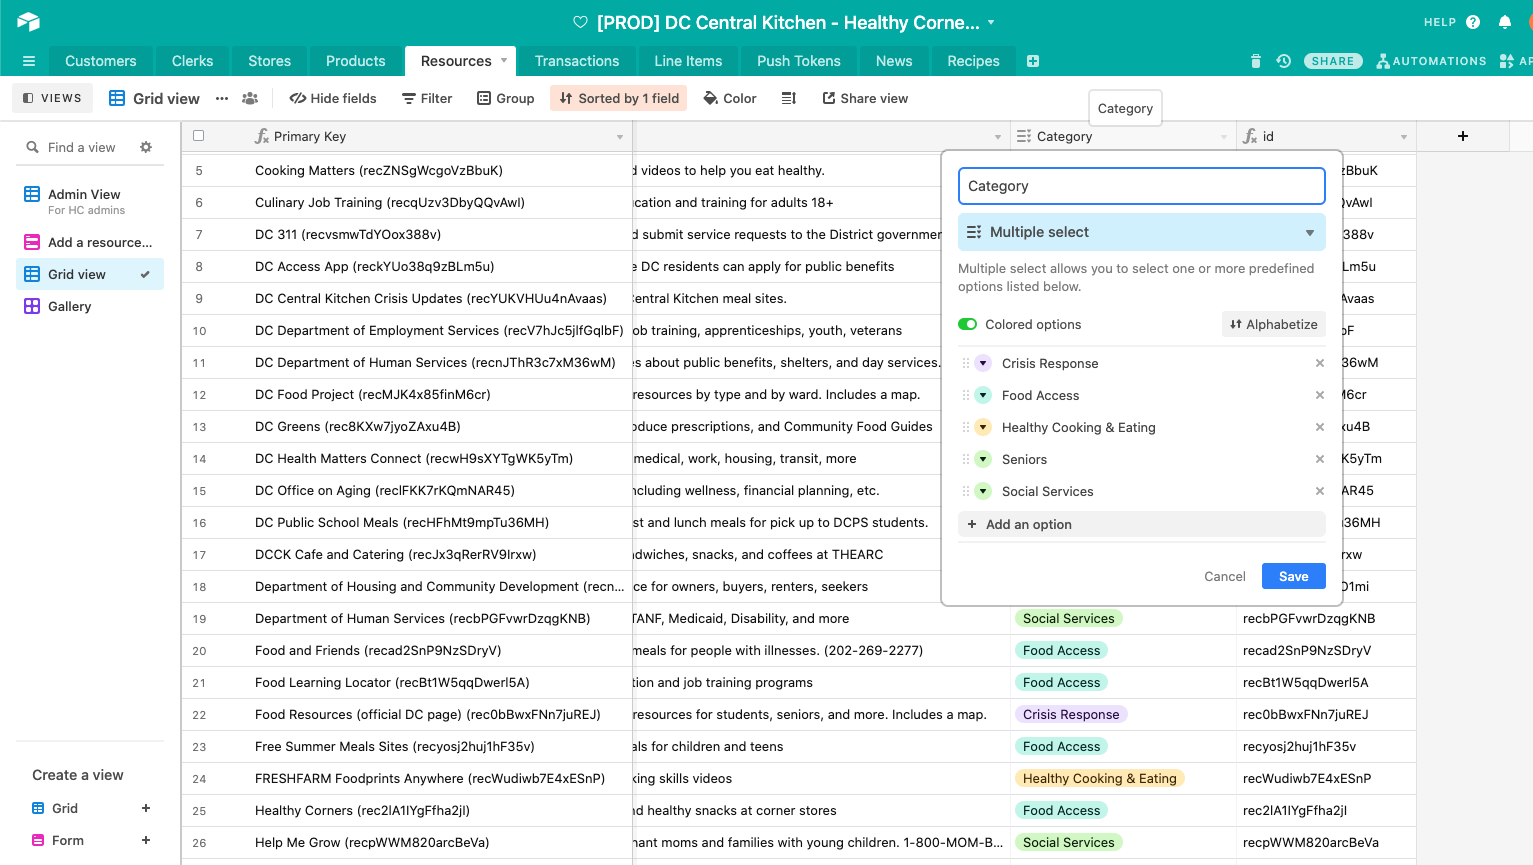 [PROD] DC Central Kitchen - Healthy Corne...
HELP
Customers
Clerks
Stores
Products
Resources
Transactions
Line Items
Push Tokens
News
Recipes
SHARE
AUTOMATIONS
AP
VIEWS
Grid view
Hide fields
Filter
Group
Sorted by 1 field
Color
Share view
Category
Find a view
Admin View
For HC admins
Add a resource...
Grid view
Gallery
Create a view
Grid
Form
Primary Key
Category
id
5 Cooking Matters (recZNSgWcgoVzBbuK) d videos to help you eat healthy. zBbuK
6 Culinary Job Training (recqUzv3DbyQQvAwl) cation and training for adults 18+ QvAwl
7 DC 311 (recvsmwTdYOox388v) d submit service requests to the District governmen 388v
8 DC Access App (reckYUo38q9zBLm5u) e DC residents can apply for public benefits Lm5u
9 DC Central Kitchen Crisis Updates (recYUKVHUu4nAvaas) entral Kitchen meal sites. Avaas
10 DC Department of Employment Services (recV7hJc5jlfGqlbF) ob training, apprenticeships, youth, veterans bF
11 DC Department of Human Services (recnJThR3c7xM36wM) s about public benefits, shelters, and day services. 36wM
12 DC Food Project (recMJK4x85finM6cr) resources by type and by ward. Includes a map. M6cr
13 DC Greens (rec8KXw7jyoZAxu4B) oduce prescriptions, and Community Food Guides xu4B
14 DC Health Matters Connect (recwH9sXYTgWK5yTm) medical, work, housing, transit, more K5yTm
15 DC Office on Aging (reclFKK7rKQmNAR45) ncluding wellness, financial planning, etc. AR45
16 DC Public School Meals (recHFhMt9mpTu36MH) st and lunch meals for pick up to DCPS students. u36MH
17 DCCK Cafe and Catering (recJx3qRerRV9Irxw) dwiches, snacks, and coffees at THEARC rxw
18 Department of Housing and Community Development (recn... ce for owners, buyers, renters, seekers D1mi
19 Department of Human Services (recbPGFvwrDzqgKNB) TANF, Medicaid, Disability, and more Social Services recbPGFvwrDzqgKNB
20 Food and Friends (recad2SnP9NzSDryV) meals for people with illnesses. (202-269-2277) Food Access recad2SnP9NzSDryV
21 Food Learning Locator (recBt1W5qqDwerl5A) tion and job training programs Food Access recBt1W5qqDwerl5A
22 Food Resources (official DC page) (rec0bBwxFNn7juREJ) resources for students, seniors, and more. Includes a map. Crisis Response rec0bBwxFNn7juREJ
23 Free Summer Meals Sites (recyosj2huj1hF35v) als for children and teens Food Access recyosj2huj1hF35v
24 FRESHFARM Foodprints Anywhere (recWudiwb7E4xESnP) king skills videos Healthy Cooking & Eating recWudiwb7E4xESnP
25 Healthy Corners (rec2lA1lYgFfha2jl) nd healthy snacks at corner stores Food Access rec2lA1lYgFfha2jl
26 Help Me Grow (recpWWM820arcBeVa) nant moms and families with young children. 1-800-MOM-B... Social Services recpWWM820arcBeVa
Category
Multiple select
Multiple select allows you to select one or more predefined
options listed below.
Colored options
Alphabetize
Crisis Response
Food Access
Healthy Cooking & Eating
Seniors
Social Services
Add an option
Cancel
Save